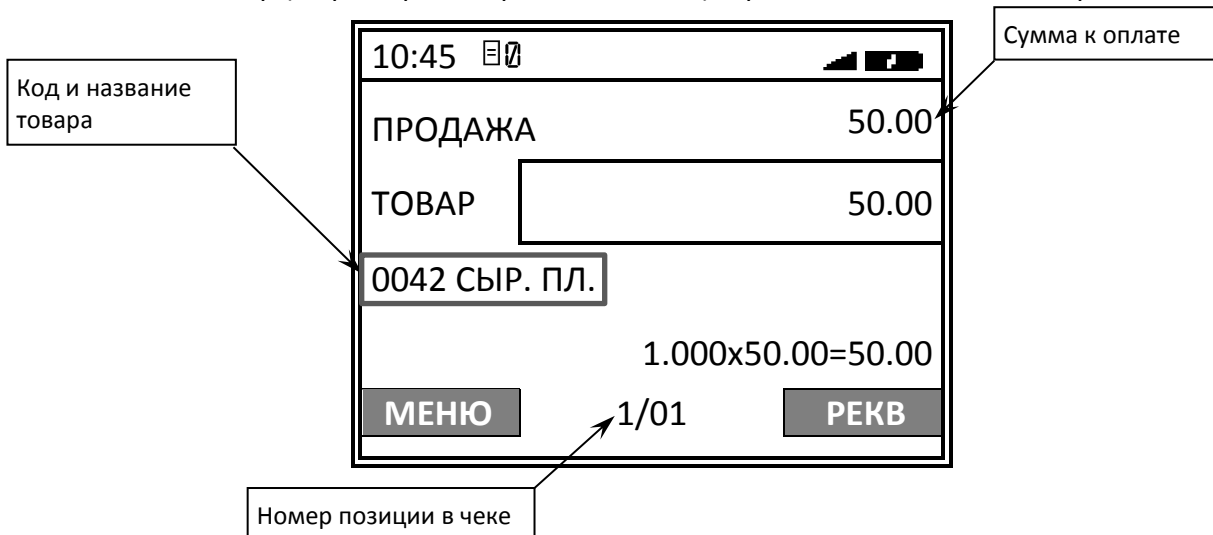 Сумма к оплате
10:45
Код и название
товара
ПРОДАЖА 50.00
ТОВАР 50.00
0042 СЫР. ПЛ.
1.000x50.00=50.00
МЕНЮ 1/01 РЕКВ
Номер позиции в чеке